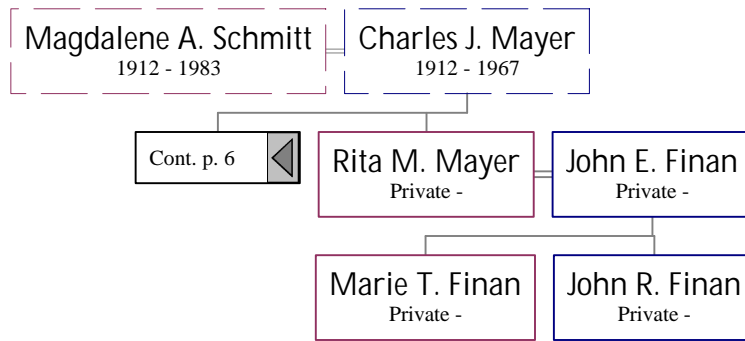 Magdalene A. Schmitt
1912 - 1983
Charles J. Mayer
1912 - 1967
Cont. p. 6
Rita M. Mayer
Private -
John E. Finan
Private -
Marie T. Finan
Private -
John R. Finan
Private -